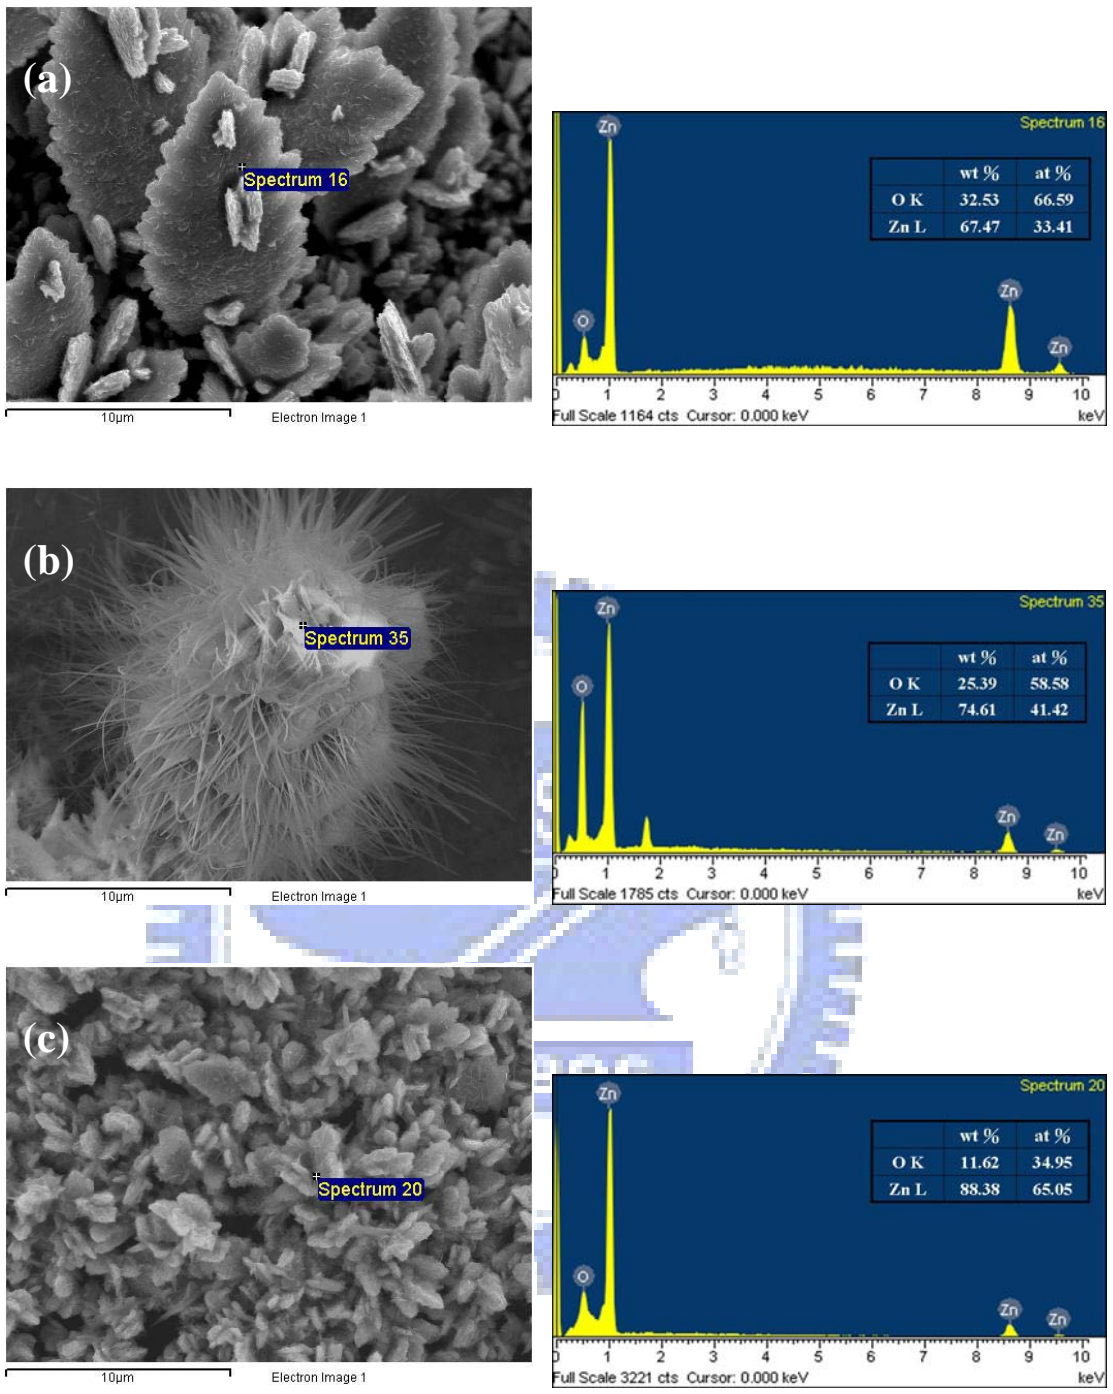 (a)
Spectrum 16
10μm Electron Image 1
Spectrum 16
Zn
wt % at %
O K 32.53 66.59
Zn L 67.47 33.41
Zn
O
Zn
0 1 2 3 4 5 6 7 8 9 10
Full Scale 1164 cts Cursor: 0.000 keV keV
(b)
Spectrum 35
10μm Electron Image 1
Spectrum 35
Zn
wt % at %
O K 25.39 58.58
Zn L 74.61 41.42
O
Zn
Zn
0 1 2 3 4 5 6 7 8 9 10
Full Scale 1785 cts Cursor: 0.000 keV keV
(c)
Spectrum 20
10μm Electron Image 1
Spectrum 20
Zn
wt % at %
O K 11.62 34.95
Zn L 88.38 65.05
O
Zn
Zn
0 1 2 3 4 5 6 7 8 9 10
Full Scale 3221 cts Cursor: 0.000 keV keV